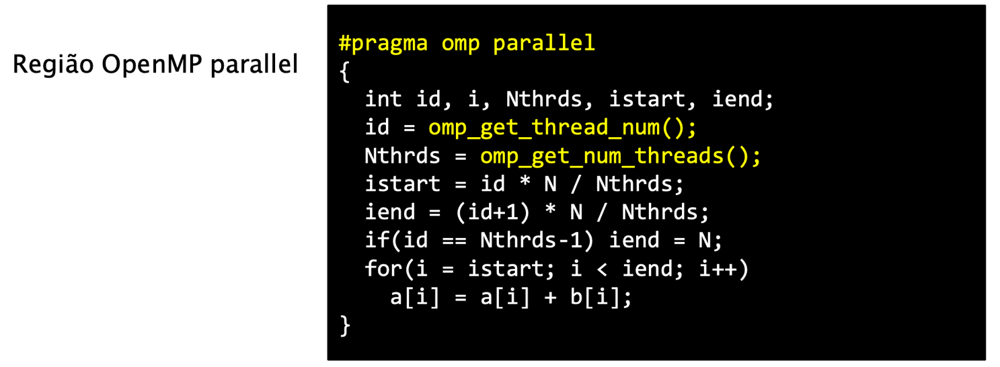 Região OpenMP parallel
#pragma omp parallel
{
  int id, i, Nthrds, istart, iend;
  id = omp_get_thread_num();
  Nthrds = omp_get_num_threads();
  istart = id * N / Nthrds;
  iend = (id+1) * N / Nthrds;
  if(id == Nthrds-1) iend = N;
  for(i = istart; i < iend; i++)
    a[i] = a[i] + b[i];
}